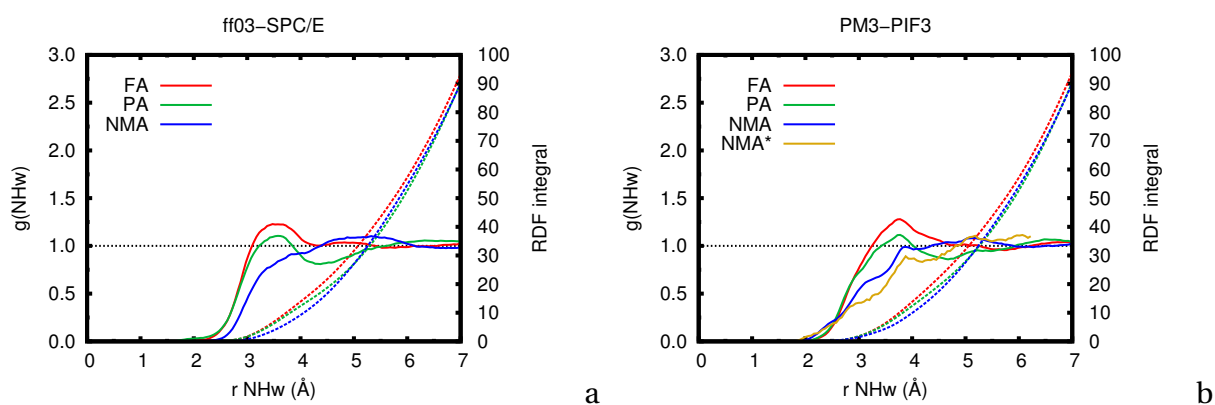 ff03−SPC/E
3.0
2.5
2.0
1.5
1.0
0.5
0.0
g(NHw)
FA
PA
NMA
100
90
80
70
60
50
40
30
20
10
0
RDF integral
0 1 2 3 4 5 6 7
r NHw (Å)
a
PM3−PIF3
3.0
2.5
2.0
1.5
1.0
0.5
0.0
g(NHw)
FA
PA
NMA
NMA*
100
90
80
70
60
50
40
30
20
10
0
RDF integral
0 1 2 3 4 5 6 7
r NHw (Å)
b